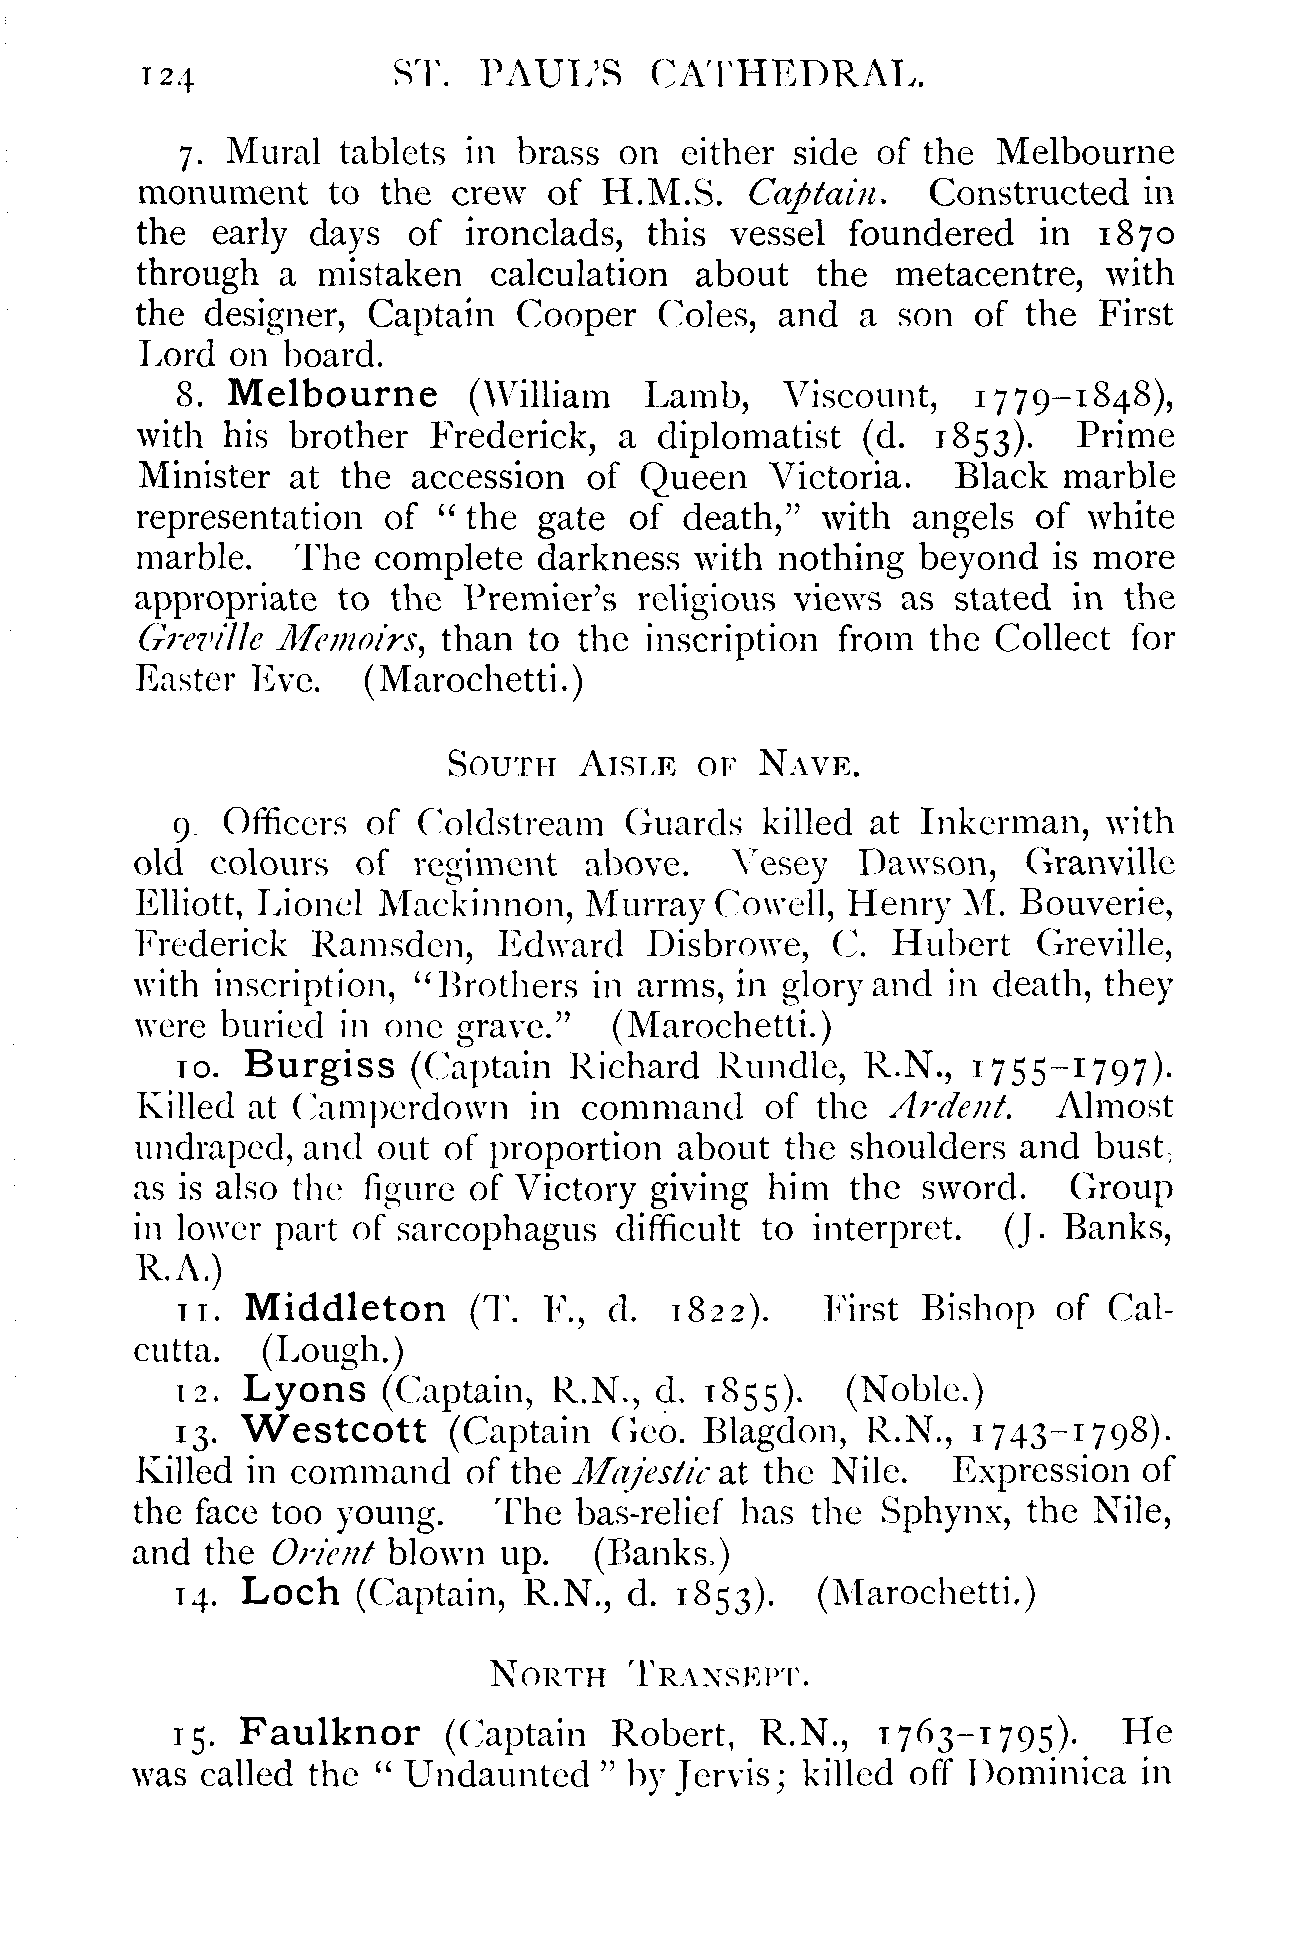 124 ST. PAUL'S CATHEDRAL.
7. Mural tablets in brass on either side of the Melbourne
monument to the crew of H.M.S. Captain. Constructed in
the early days of ironclads, this vessel foundered in 1870
through a mistaken calculation about the metacentre, with
the designer, Captain Cooper Coles, and a son of the First
Lord on board.
8. Melbourne (William Lamb, Viscount, 1779–1848),
with his brother Frederick, a diplomatist (d. 1853). Prime
Minister at the accession of Queen Victoria. Black marble
representation of "the gate of death," with angels of white
marble. The complete darkness with nothing beyond is more
appropriate to the Premier's religious views as stated in the
Greville Memoirs, than to the inscription from the Collect for
Easter Eve. (Marochetti.)
SOUTH AISLE OF NAVE.
9. Officers of Coldstream Guards killed at Inkerman, with
old colours of regiment above. Vesey Dawson, Granville
Elliott, Lionel Mackinnon, Murray Cowell, Henry M. Bouverie,
Frederick Ramsden, Edward Disbrowe, C. Hubert Greville,
with inscription, "Brothers in arms, in glory and in death, they
were buried in one grave." (Marochetti.)
10. Burgiss (Captain Richard Rundle, R.N., 1755–1797).
Killed at Camperdown in command of the Ardent. Almost
undraped, and out of proportion about the shoulders and bust,
as is also the figure of Victory giving him the sword. Group
in lower part of sarcophagus difficult to interpret. (J. Banks,
R.A.)
11. Middleton (T. F., d. 1822). First Bishop of Cal-
cutta. (Lough.)
12. Lyons (Captain, R.N., d. 1855). (Noble.)
13. Westcott (Captain Geo. Blagdon, R.N., 1743–1798).
Killed in command of the Majestic at the Nile. Expression of
the face too young. The bas-relief has the Sphynx, the Nile,
and the Orient blown up. (Banks.)
14. Loch (Captain, R.N., d. 1853). (Marochetti.)
NORTH TRANSEPT.
15. Faulknor (Captain Robert, R.N., 1763–1795). He
was called the "Undaunted" by Jervis; killed off Dominica in